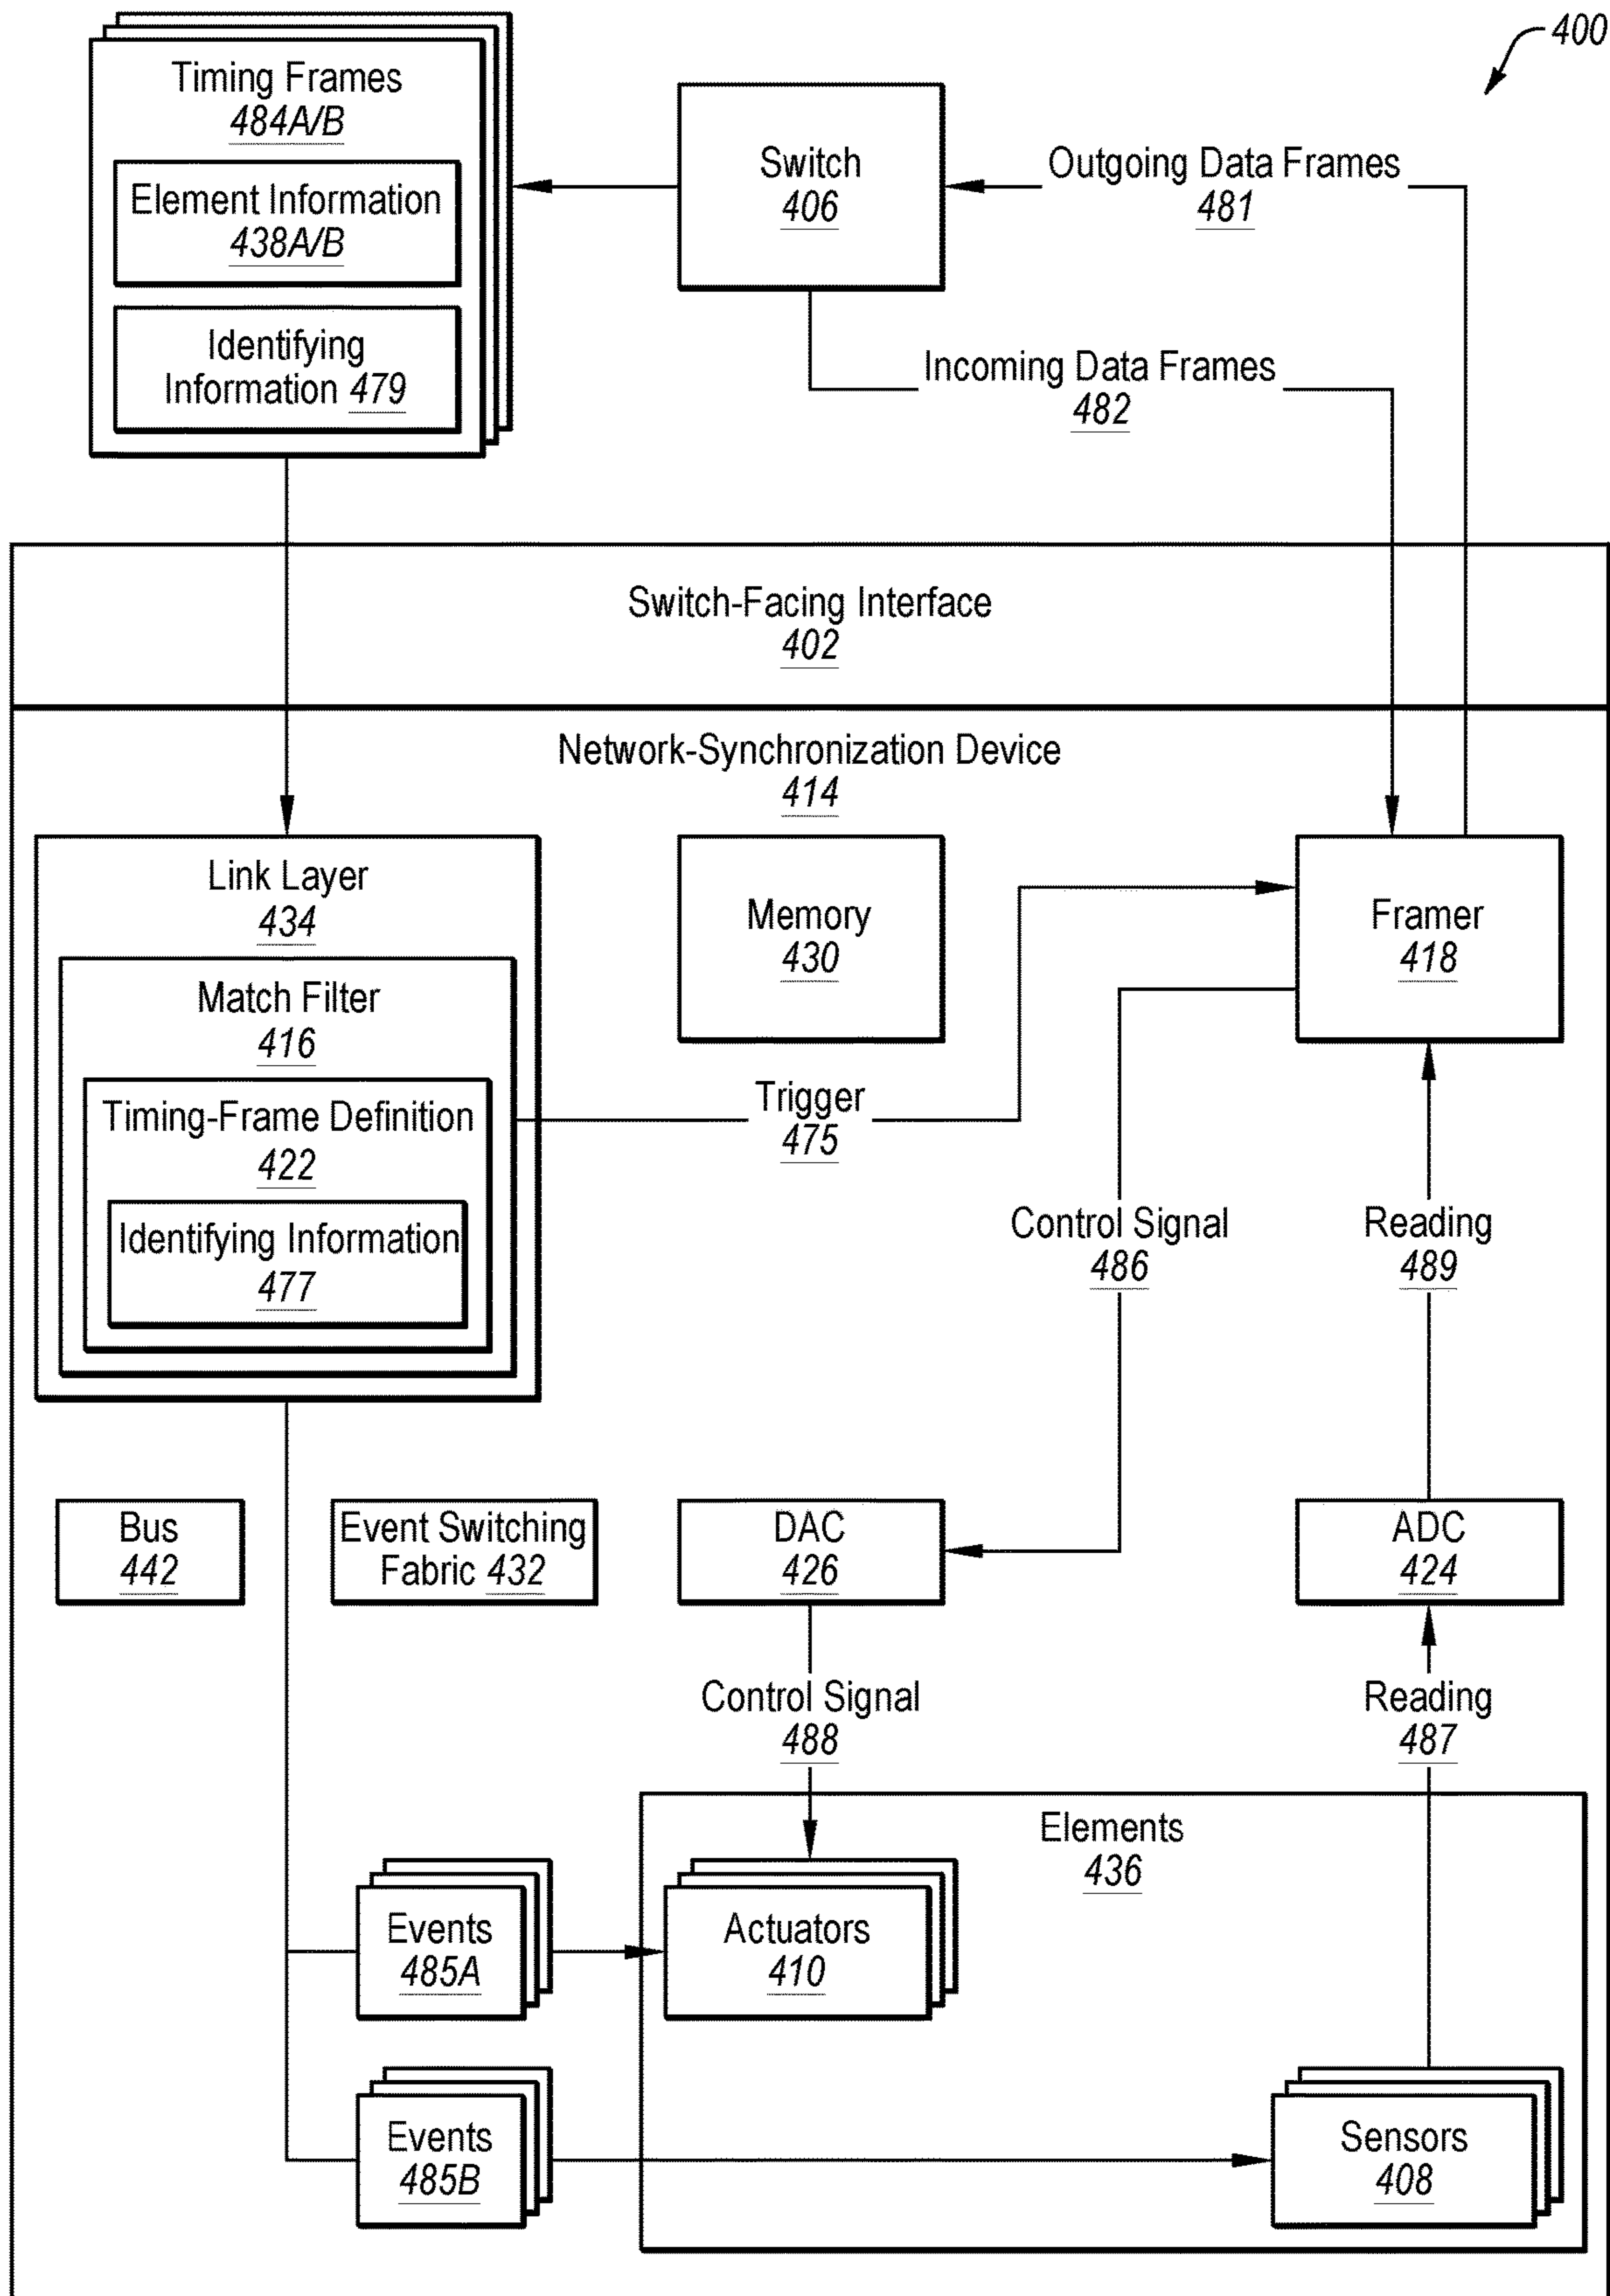 400
Timing Frames
484A/B
Element Information
438A/B
Identifying
Information 479
Switch
406
Outgoing Data Frames
481
Incoming Data Frames
482
Switch-Facing Interface
402
Network-Synchronization Device
414
Link Layer
434
Match Filter
416
Timing-Frame Definition
422
Identifying Information
477
Memory
430
Framer
418
Trigger
475
Control Signal
486
Reading
489
Bus
442
Event Switching
Fabric 432
DAC
426
ADC
424
Control Signal
488
Reading
487
Elements
436
Events
485A
Actuators
410
Events
485B
Sensors
408